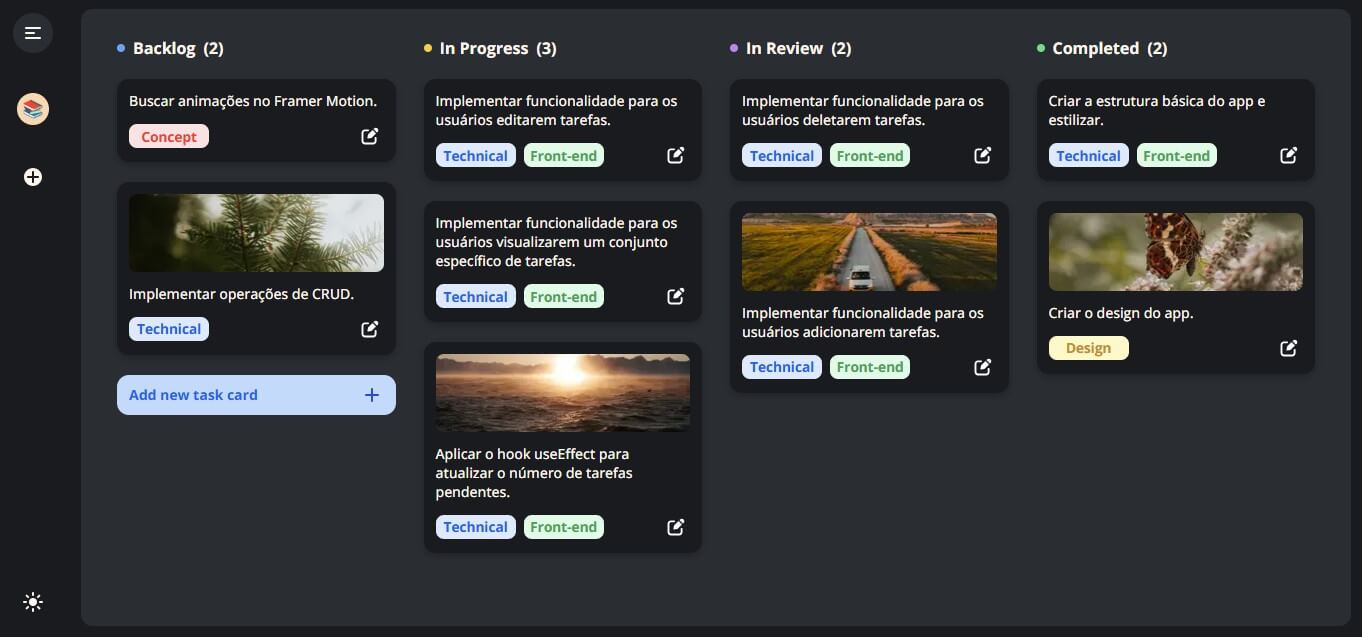 Backlog (2)
Buscar animações no Framer Motion.
Concept
Implementar operações de CRUD.
Technical
Add new task card
In Progress (3)
Implementar funcionalidade para os
usuários editarem tarefas.
Technical Front-end
Implementar funcionalidade para os
usuários visualizarem um conjunto
específico de tarefas.
Technical Front-end
Aplicar o hook useEffect para
atualizar o número de tarefas
pendentes.
Technical Front-end
In Review (2)
Implementar funcionalidade para os
usuários deletarem tarefas.
Technical Front-end
Implementar funcionalidade para os
usuários adicionarem tarefas.
Technical Front-end
Completed (2)
Criar a estrutura básica do app e
estilizar.
Technical Front-end
Criar o design do app.
Design